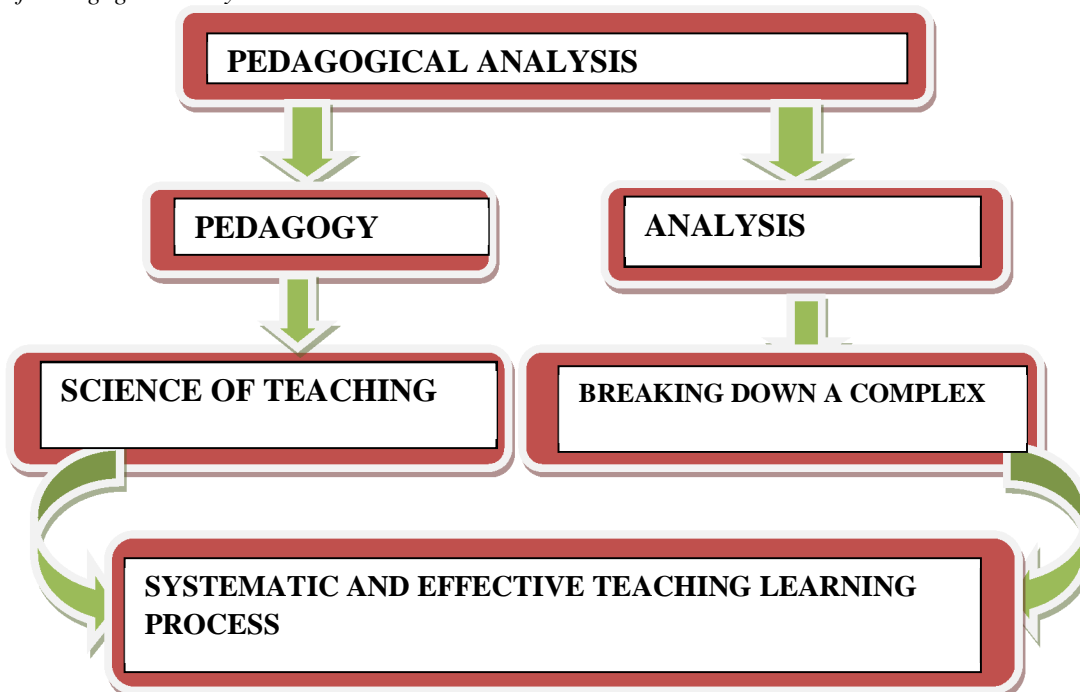 PEDAGOGICAL ANALYSIS
PEDAGOGY
ANALYSIS
SCIENCE OF TEACHING
BREAKING DOWN A COMPLEX
SYSTEMATIC AND EFFECTIVE TEACHING LEARNING
PROCESS